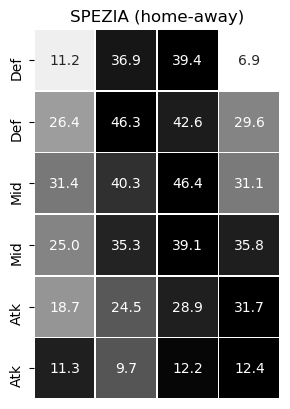 SPEZIA (home-away)
Def 11.2 36.9 39.4 6.9
Def 26.4 46.3 42.6 29.6
Mid 31.4 40.3 46.4 31.1
Mid 25.0 35.3 39.1 35.8
Atk 18.7 24.5 28.9 31.7
Atk 11.3 9.7 12.2 12.4